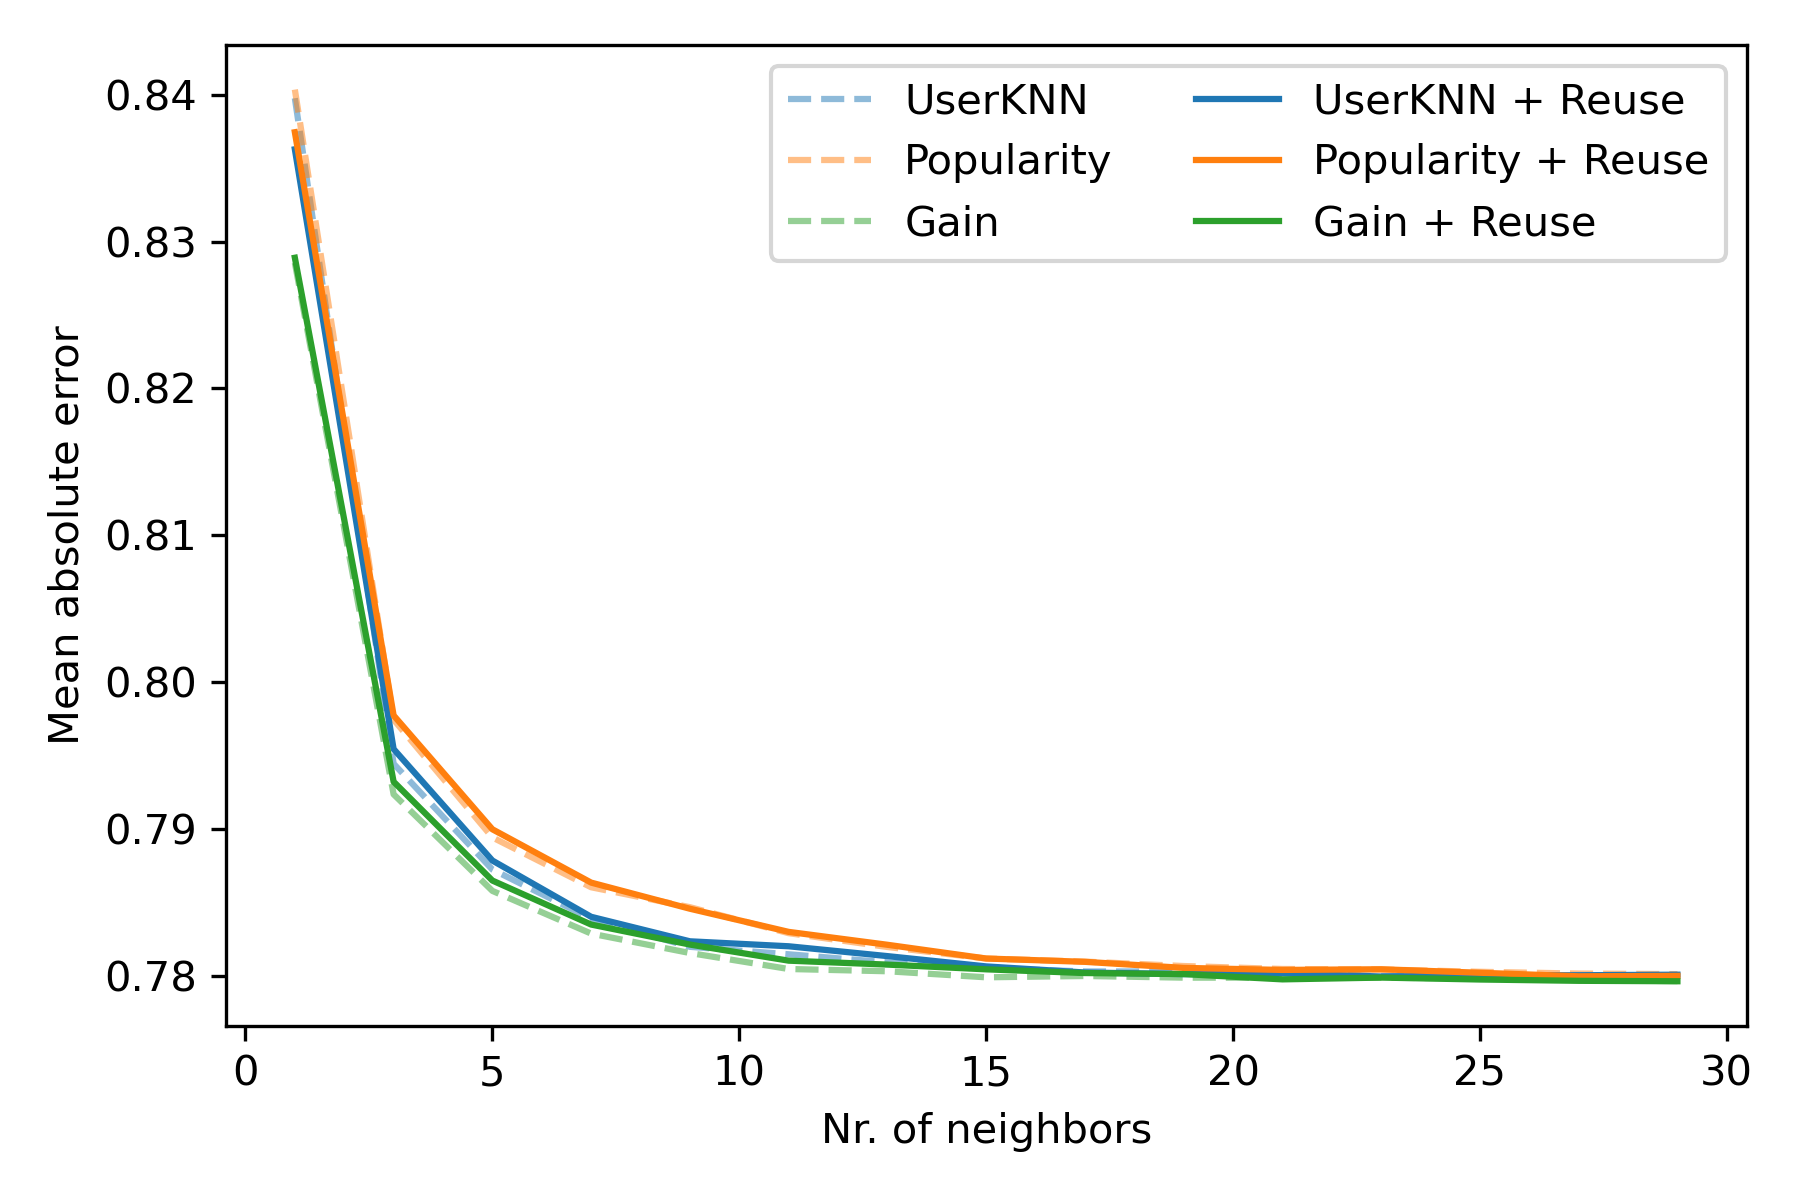 0.84
0.83
0.82
0.81
0.80
0.79
0.78
Mean absolute error
UserKNN
Popularity
Gain
UserKNN + Reuse
Popularity + Reuse
Gain + Reuse
0 5 10 15 20 25 30
Nr. of neighbors